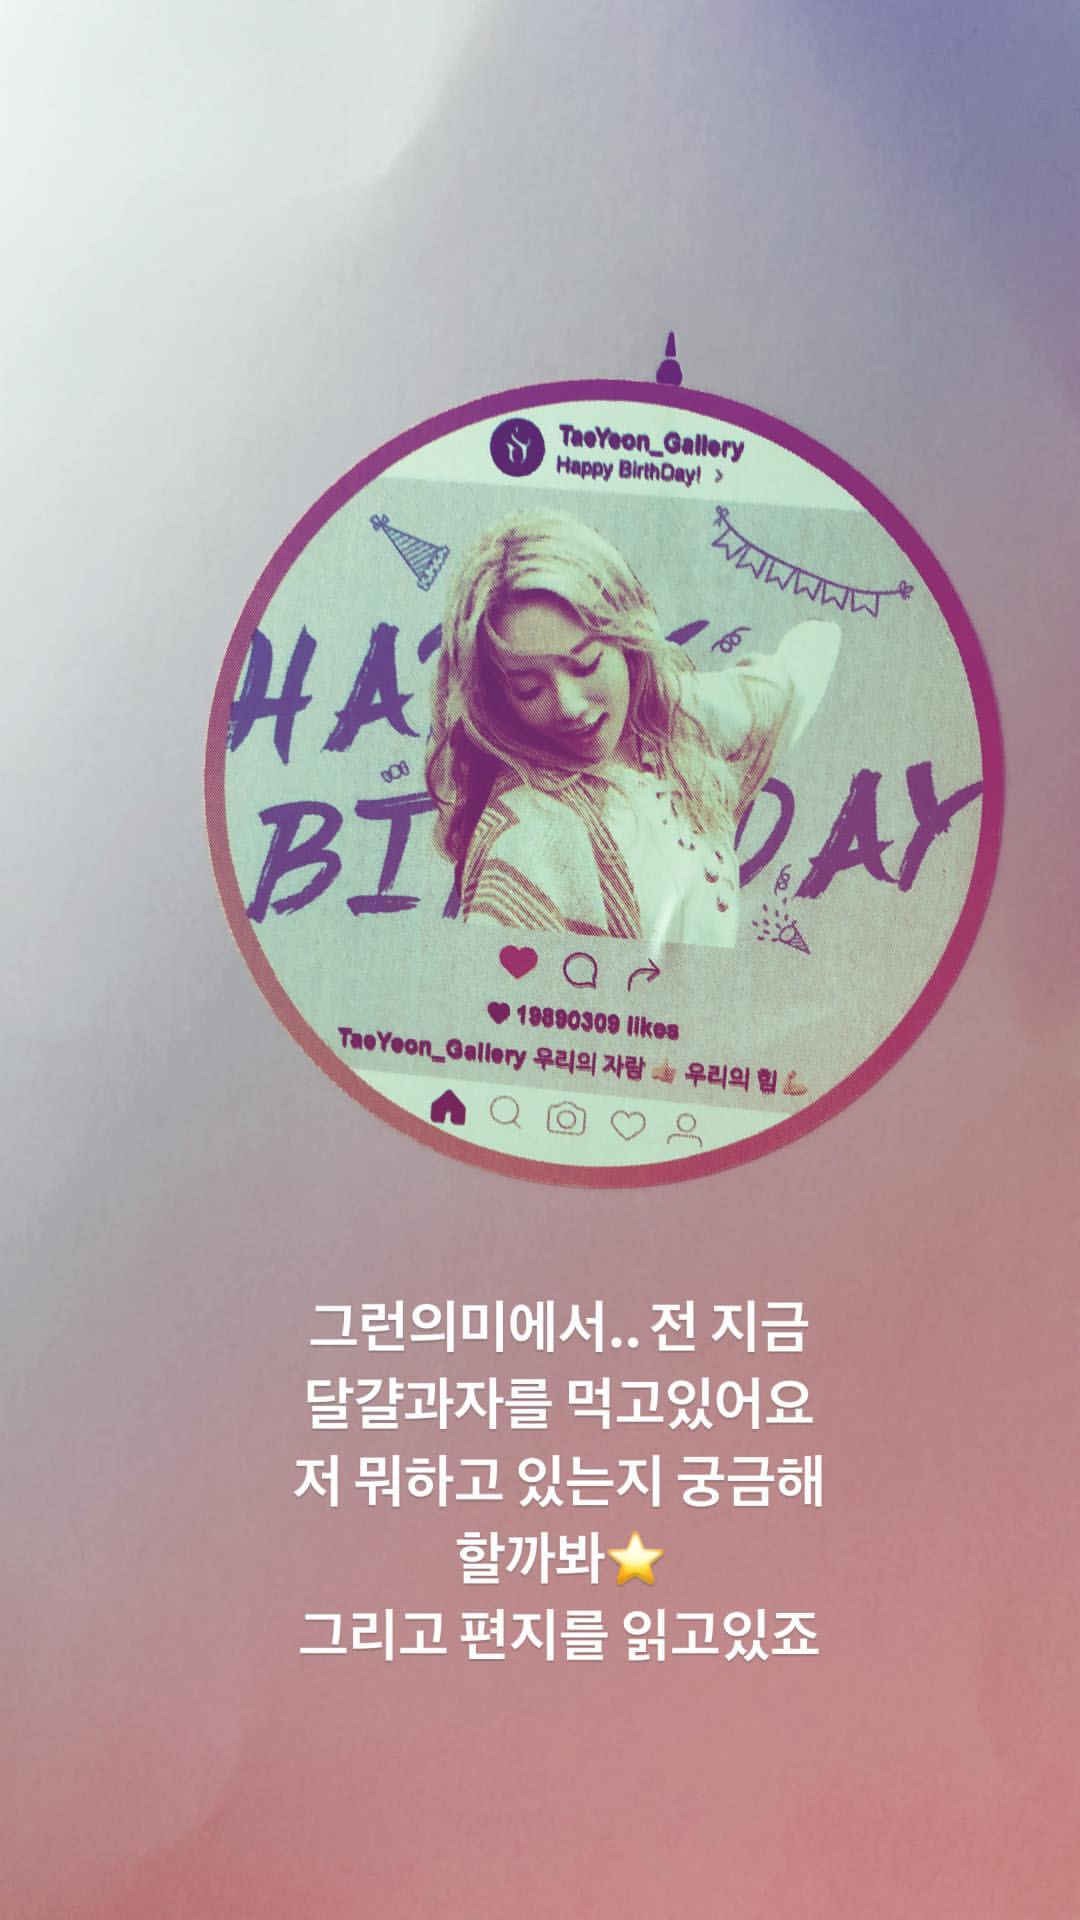 TaeYeon_Gallery
Happy BirthDay! >
HA
BI DAY
19890309 likes
TaeYeon_Gallery 우리의 자랑 👍 우리의 힘 💪
그런의미에서.. 전 지금
달걀과자를 먹고있어요
저 뭐하고 있는지 궁금해
할까봐⭐
그리고 편지를 읽고있죠